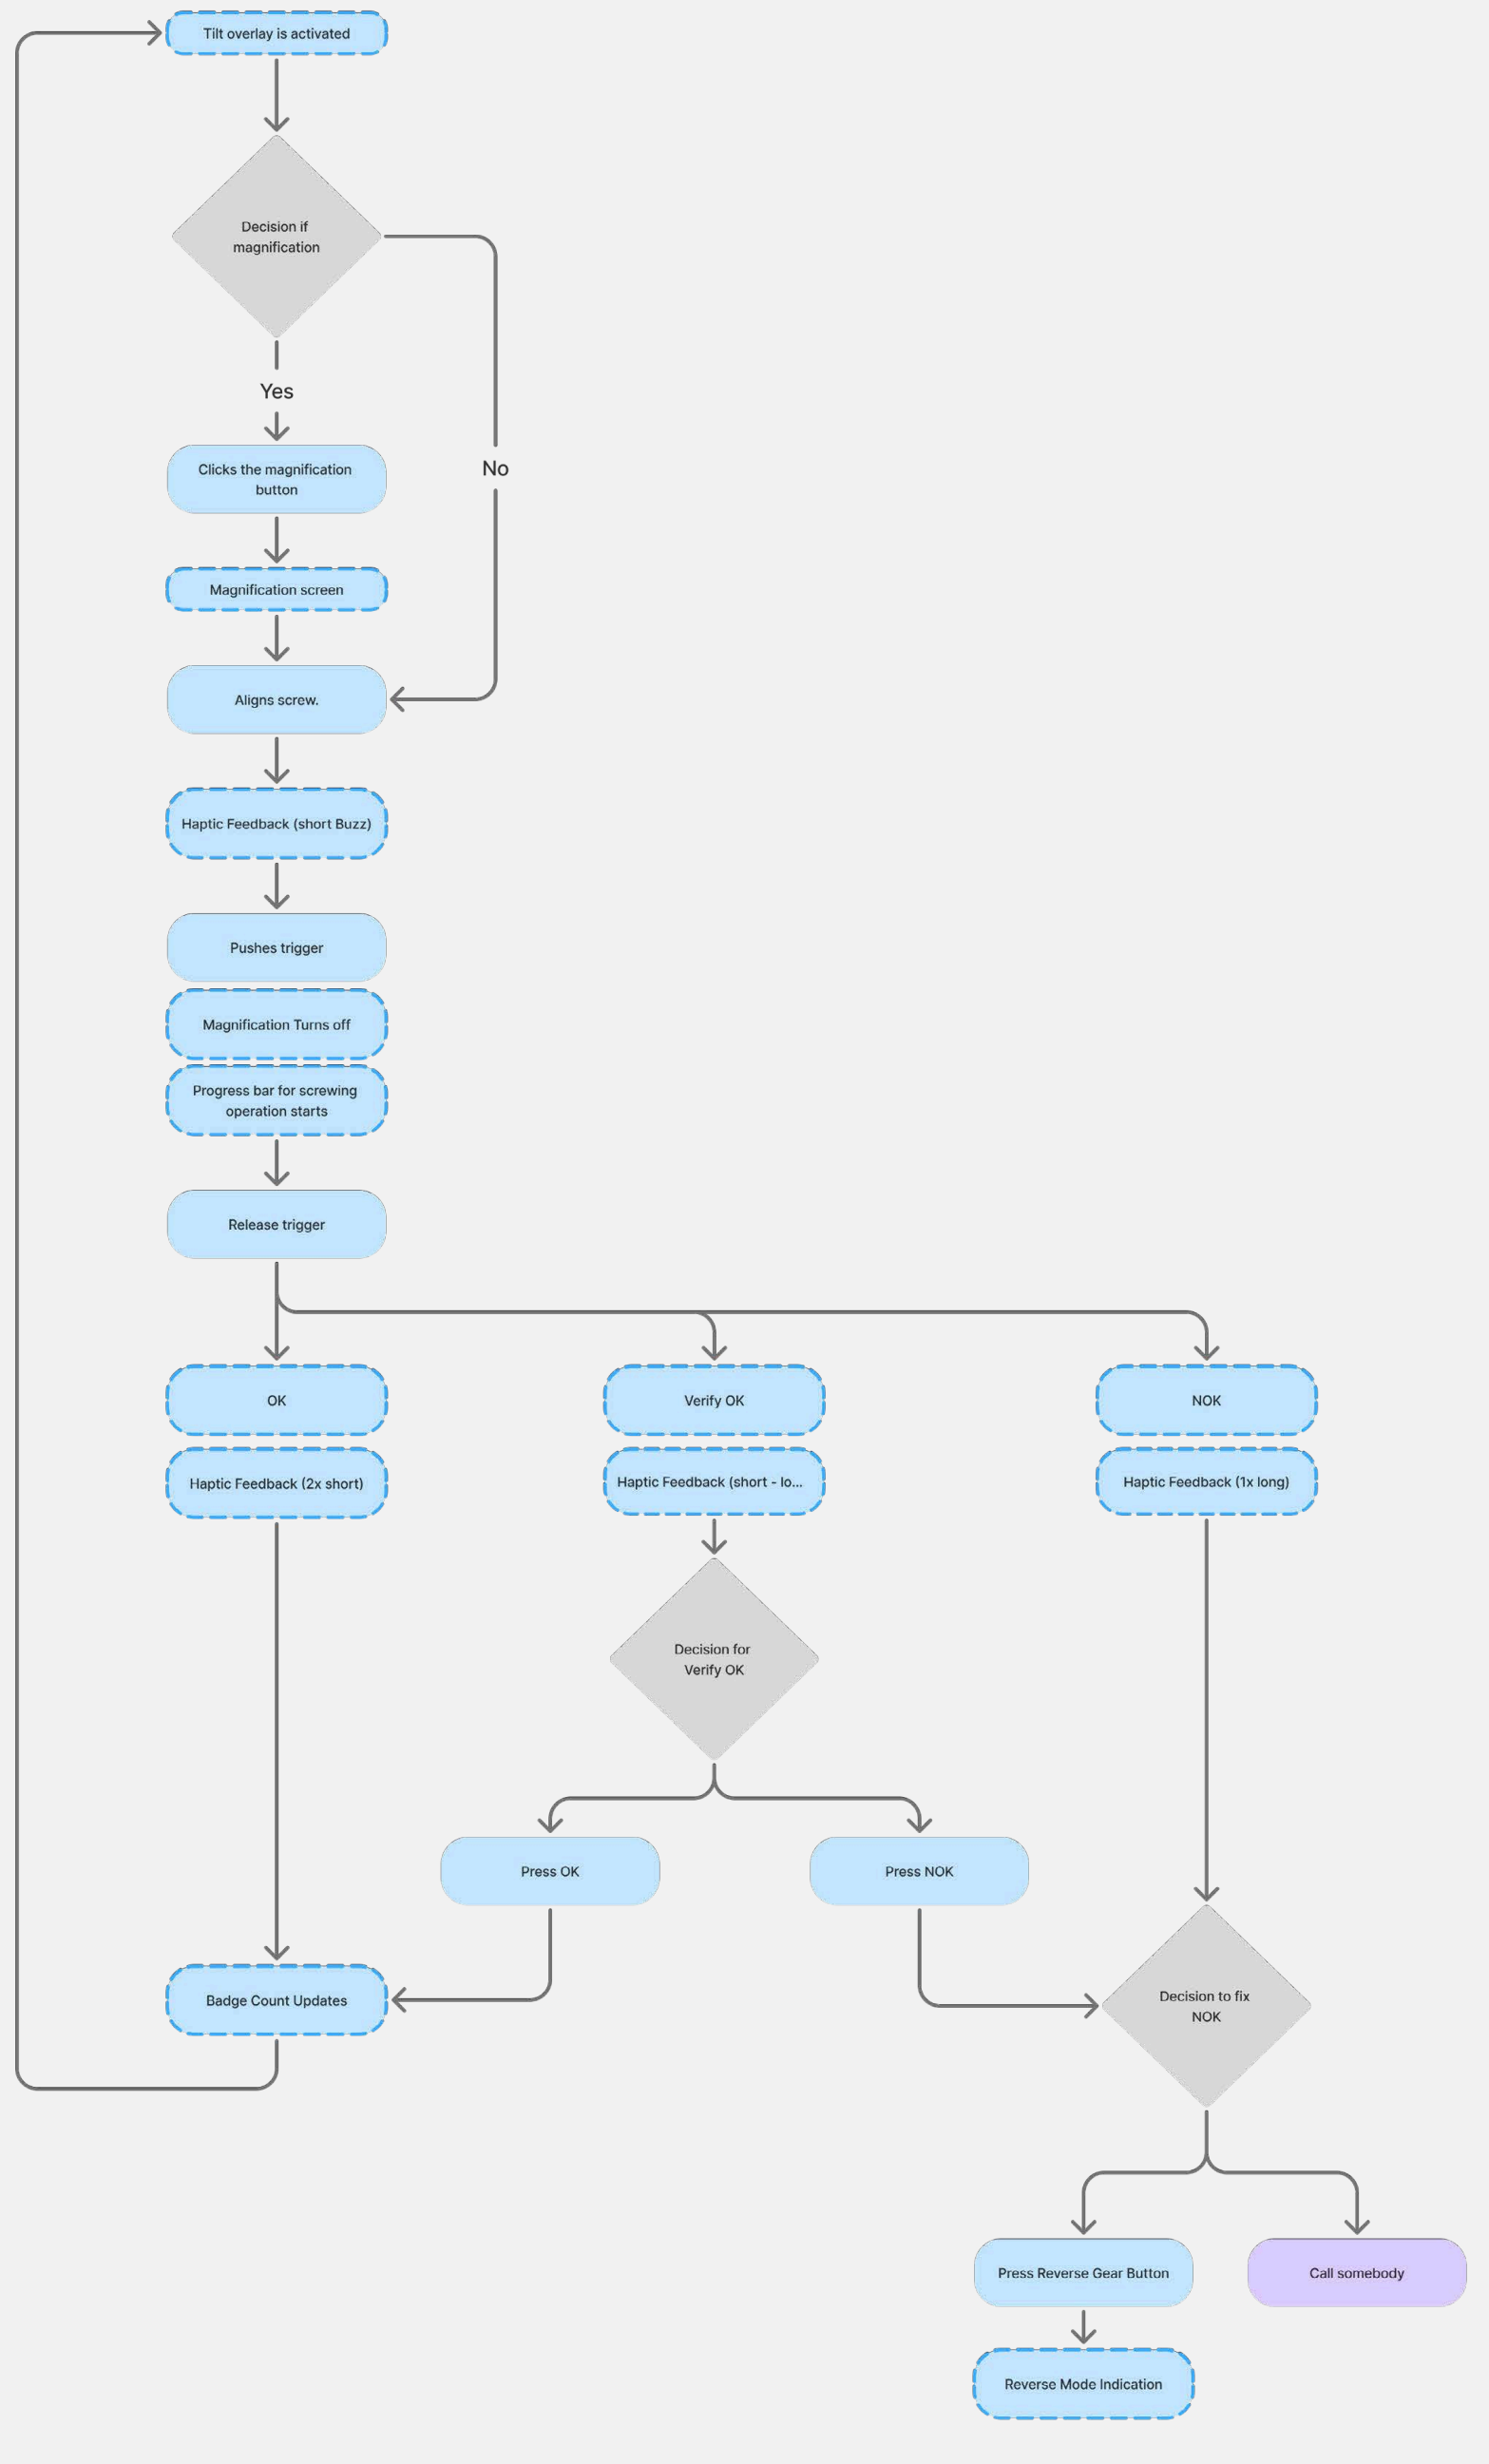 Tilt overlay is activated
Decision if
magnification
Yes
Clicks the magnification
button
No
Magnification screen
Aligns screw.
Haptic Feedback (short Buzz)
Pushes trigger
Magnification Turns off
Progress bar for screwing
operation starts
Release trigger
OK
Verify OK
NOK
Haptic Feedback (2x short)
Haptic Feedback (short - lo...
Haptic Feedback (1x long)
Decision for
Verify OK
Press OK
Press NOK
Badge Count Updates
Decision to fix
NOK
Press Reverse Gear Button
Call somebody
Reverse Mode Indication